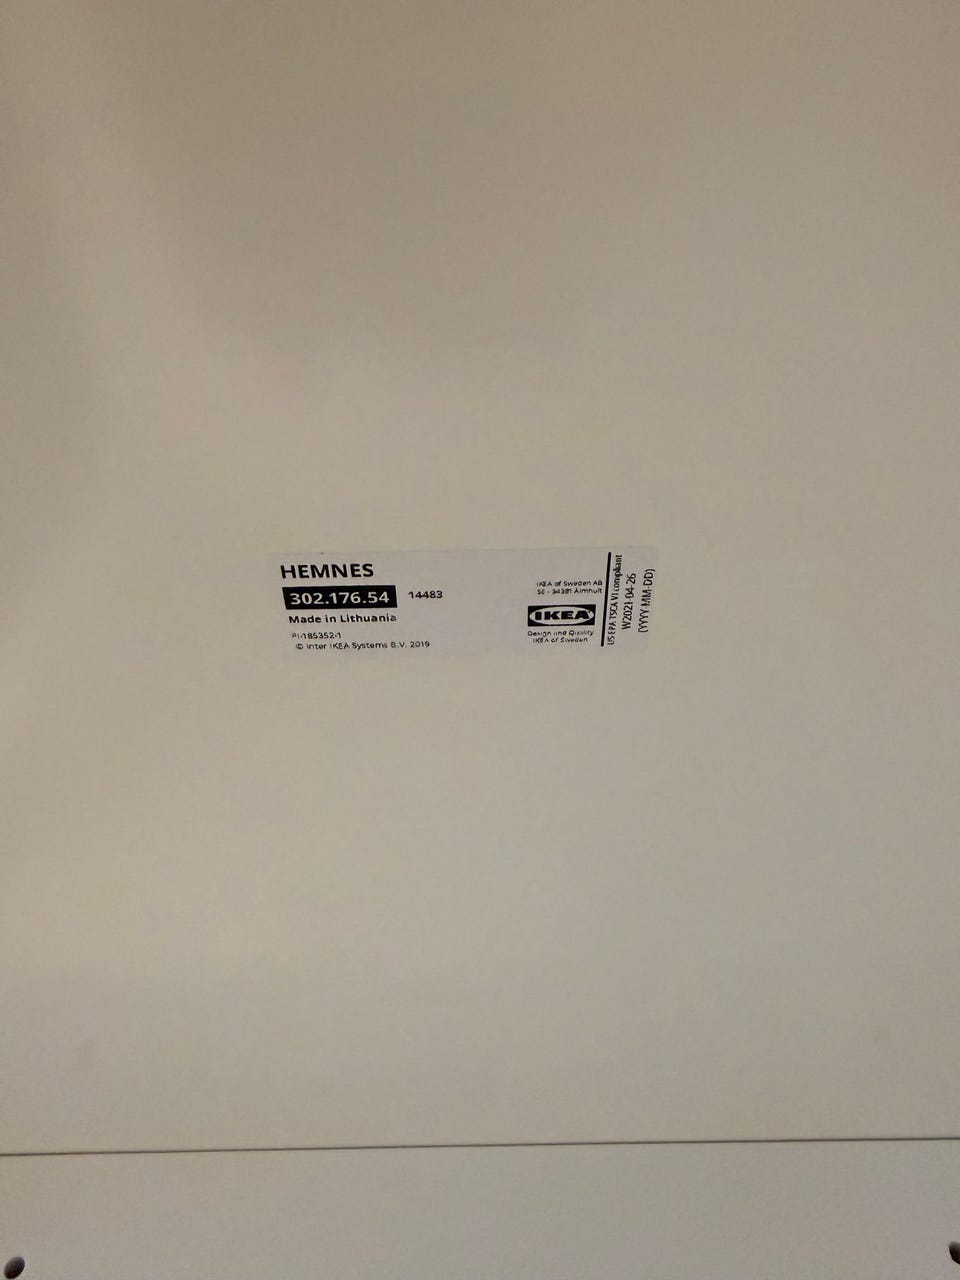 HEMNES
302.176.54 14483
Made in Lithuania
PI-185352-1
© Inter IKEA Systems B.V. 2019
IKEA of Sweden AB
SE - 34381 Älmhult
IKEA
Design and Quality
IKEA of Sweden
US EPA TSCA VI compliant
W2021-04-26
(YYYY-MM-DD)